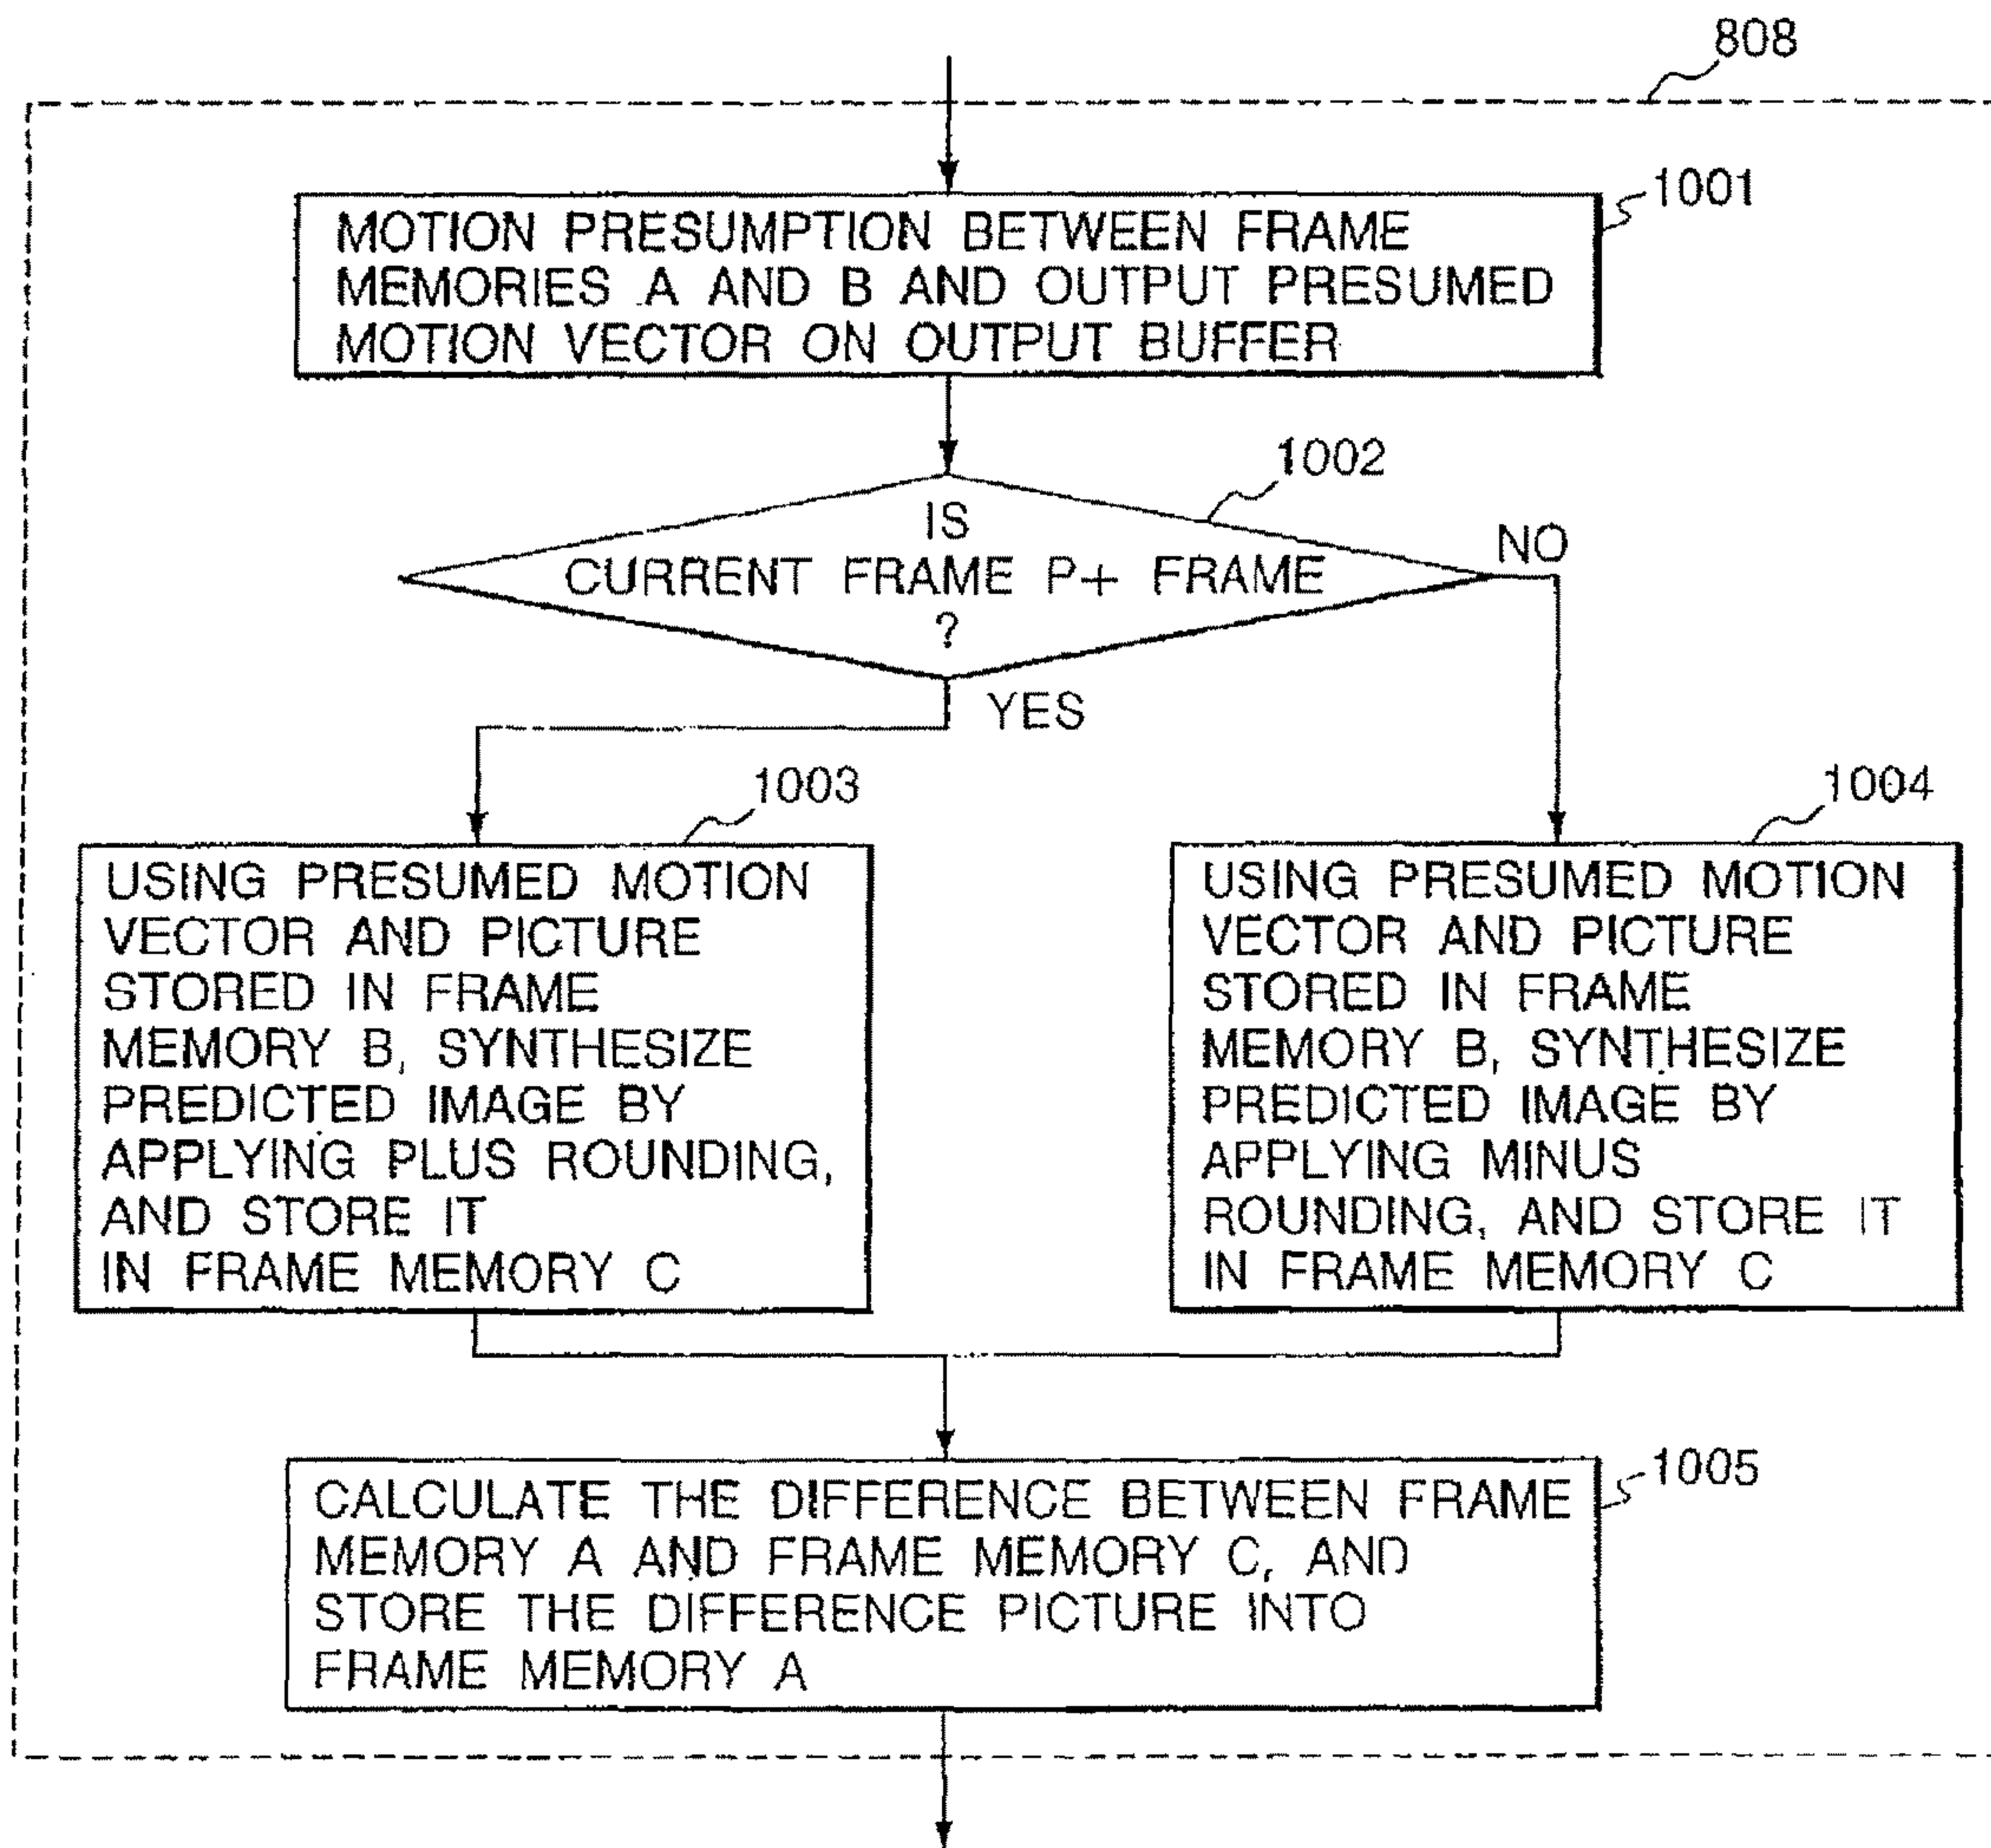 808
1001
MOTION PRESUMPTION BETWEEN FRAME
MEMORIES A AND B AND OUTPUT PRESUMED
MOTION VECTOR ON OUTPUT BUFFER
1002
IS
CURRENT FRAME P+ FRAME
?
NO
YES
1003
USING PRESUMED MOTION
VECTOR AND PICTURE
STORED IN FRAME
MEMORY B, SYNTHESIZE
PREDICTED IMAGE BY
APPLYING PLUS ROUNDING,
AND STORE IT
IN FRAME MEMORY C
1004
USING PRESUMED MOTION
VECTOR AND PICTURE
STORED IN FRAME
MEMORY B, SYNTHESIZE
PREDICTED IMAGE BY
APPLYING MINUS
ROUNDING, AND STORE IT
IN FRAME MEMORY C
1005
CALCULATE THE DIFFERENCE BETWEEN FRAME
MEMORY A AND FRAME MEMORY C, AND
STORE THE DIFFERENCE PICTURE INTO
FRAME MEMORY A